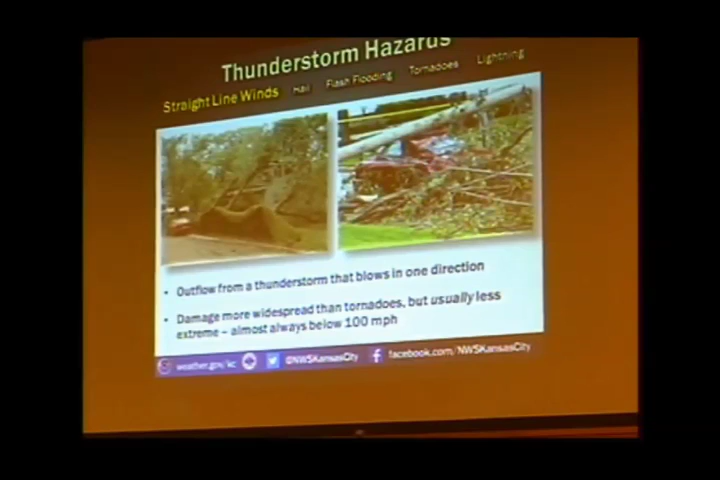 Thunderstorm Hazards
Straight Line Winds Hail Flash Flooding Tornadoes Lightning
• Outflow from a thunderstorm that blows in one direction
• Damage more widespread than tornadoes, but usually less
extreme – almost always below 100 mph
weather.gov/kc @NWSKansasCity facebook.com/NWSKansasCity